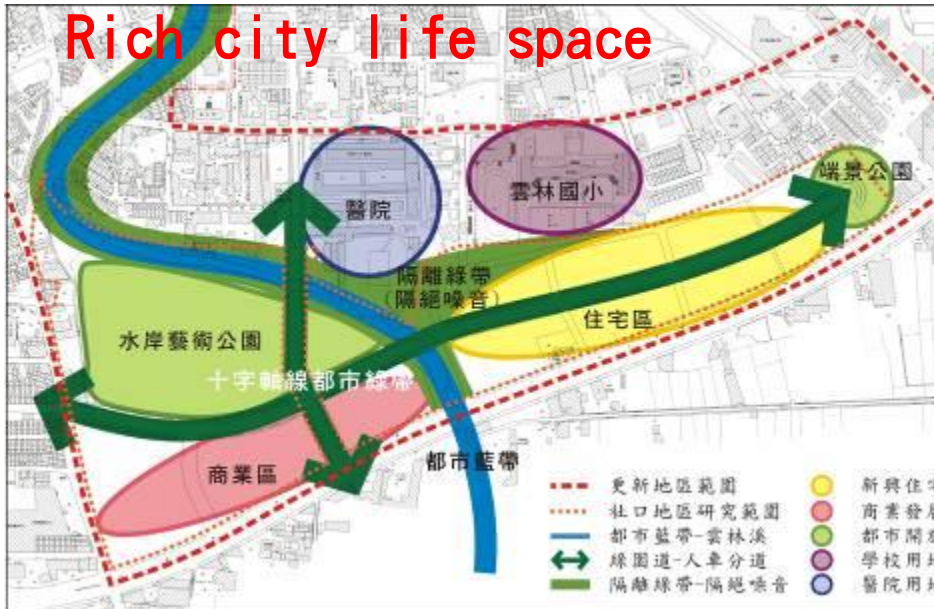 Rich city life space
端景公園
醫院
雲林國小
隔離綠帶
(隔絕噪音)
住宅區
水岸藝術公園
十字軸線都市綠帶
商業區
都市藍帶
更新地區範圍
社口地區研究範圍
都市藍帶-雲林溪
綠園道-人車分道
隔離綠帶-隔絕噪音
新興住
商業發
都市開
學校用
醫院用